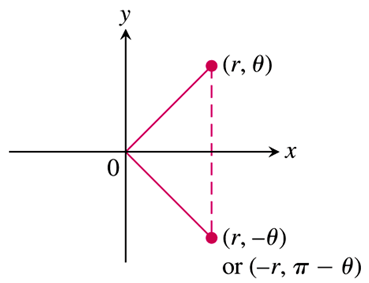 y
(r, θ)
x
0
(r, –θ)
or (–r, π – θ)